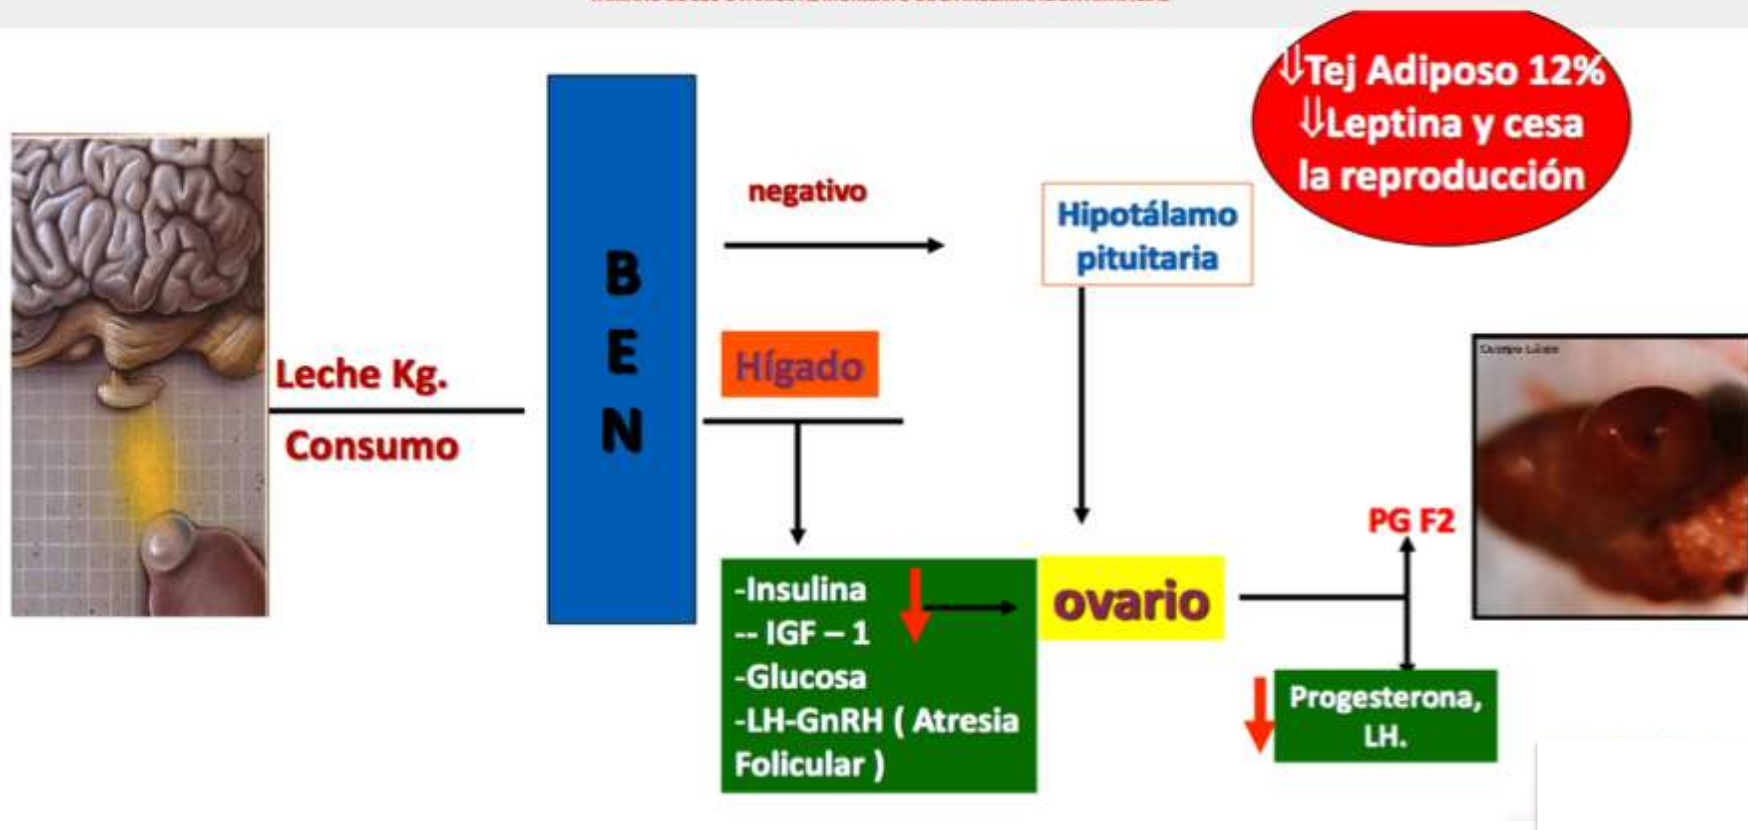 ⇓Tej Adiposo 12%
⇓Leptina y cesa
la reproducción
negativo
Hipotálamo
pituitaria
B
E
N
Hígado
Leche Kg.
Consumo
PG F2
-Insulina
-- IGF – 1
-Glucosa
-LH-GnRH ( Atresia
Folicular )
ovario
Progesterona,
LH.